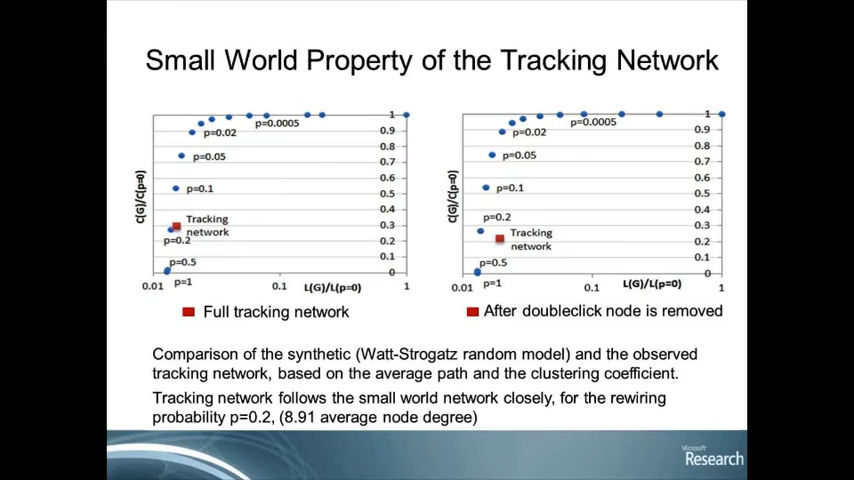 Small World Property of the Tracking Network
1
p=0.0005
0.9
p=0.02
0.8
p=0.05
0.7
0.6
p=0.1
0.5
0.4
Tracking
network
0.3
p=0.2
0.2
p=0.5
0.1
p=1
0
C(G)/C(p=0)
0.01
0.1
L(G)/L(p=0)
1
Full tracking network
1
p=0.0005
0.9
p=0.02
0.8
p=0.05
0.7
0.6
p=0.1
0.5
0.4
p=0.2
0.3
Tracking
network
0.2
p=0.5
0.1
p=1
0
C(G)/C(p=0)
0.01
0.1
L(G)/L(p=0)
1
After doubleclick node is removed
Comparison of the synthetic (Watt-Strogatz random model) and the observed
tracking network, based on the average path and the clustering coefficient.
Tracking network follows the small world network closely, for the rewiring
probability p=0.2, (8.91 average node degree)
Microsoft
Research